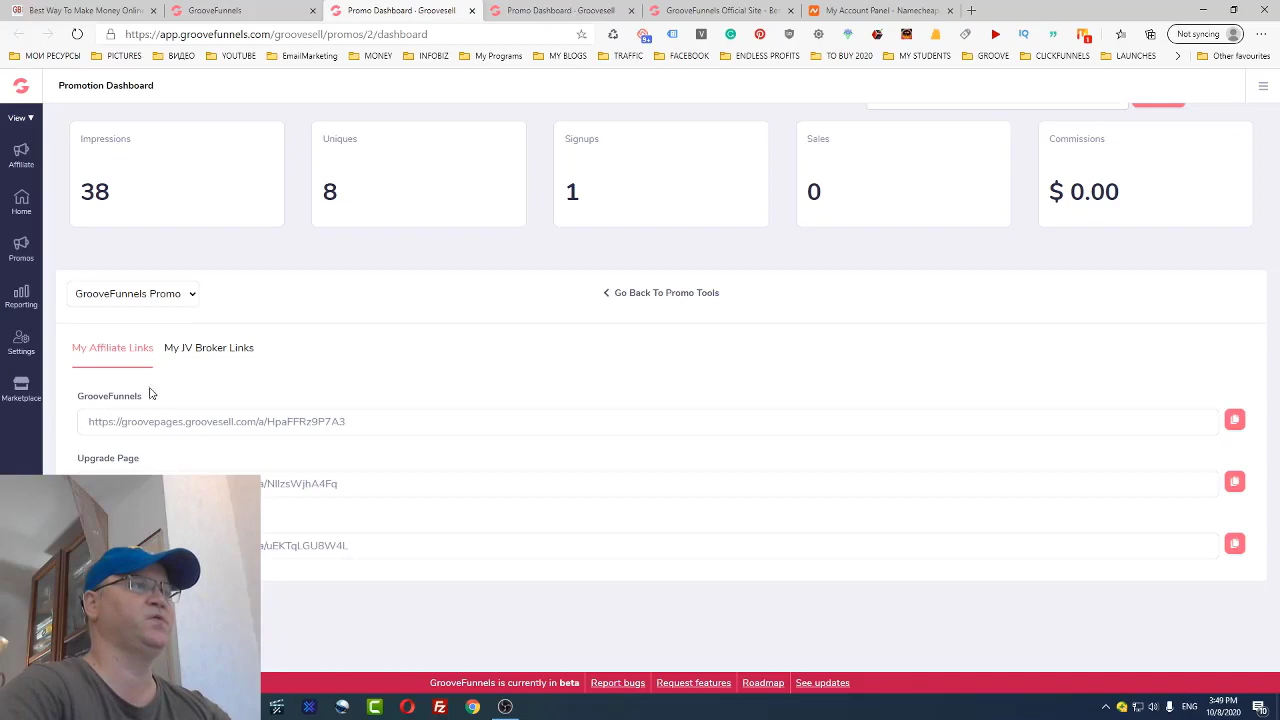 Best Way To Make Money Online
GrooveFunnels
Promo Dashboard - Groovesell
Promo Dashboard - Groovesell
GrooveFunnels Official Site - Be
My Account Panel - Namecheap
https://app.groovefunnels.com/groovesell/promos/2/dashboard
Not syncing
МОИ РЕСУРСЫ
PICTURES
ВИДЕО
YOUTUBE
EmailMarketing
MONEY
INFOBIZ
My Programs
MY BLOGS
TRAFFIC
FACEBOOK
ENDLESS PROFITS
TO BUY 2020
MY STUDENTS
GROOVE
CLICKFUNNELS
LAUNCHES
Other favourites
Promotion Dashboard
View ▼
Affiliate
Home
Promos
Reporting
Settings
Marketplace
Impressions
38
Uniques
8
Signups
1
Sales
0
Commissions
$ 0.00
GrooveFunnels Promo
Go Back To Promo Tools
My Affiliate Links
My JV Broker Links
GrooveFunnels
https://groovepages.groovesell.com/a/HpaFFRz9P7A3
Upgrade Page
a/NIlzsWjhA4Fq
a/uEKTqLGU8W4L
GrooveFunnels is currently in beta
Report bugs
Request features
Roadmap
See updates
ENG
3:49 PM
10/8/2020